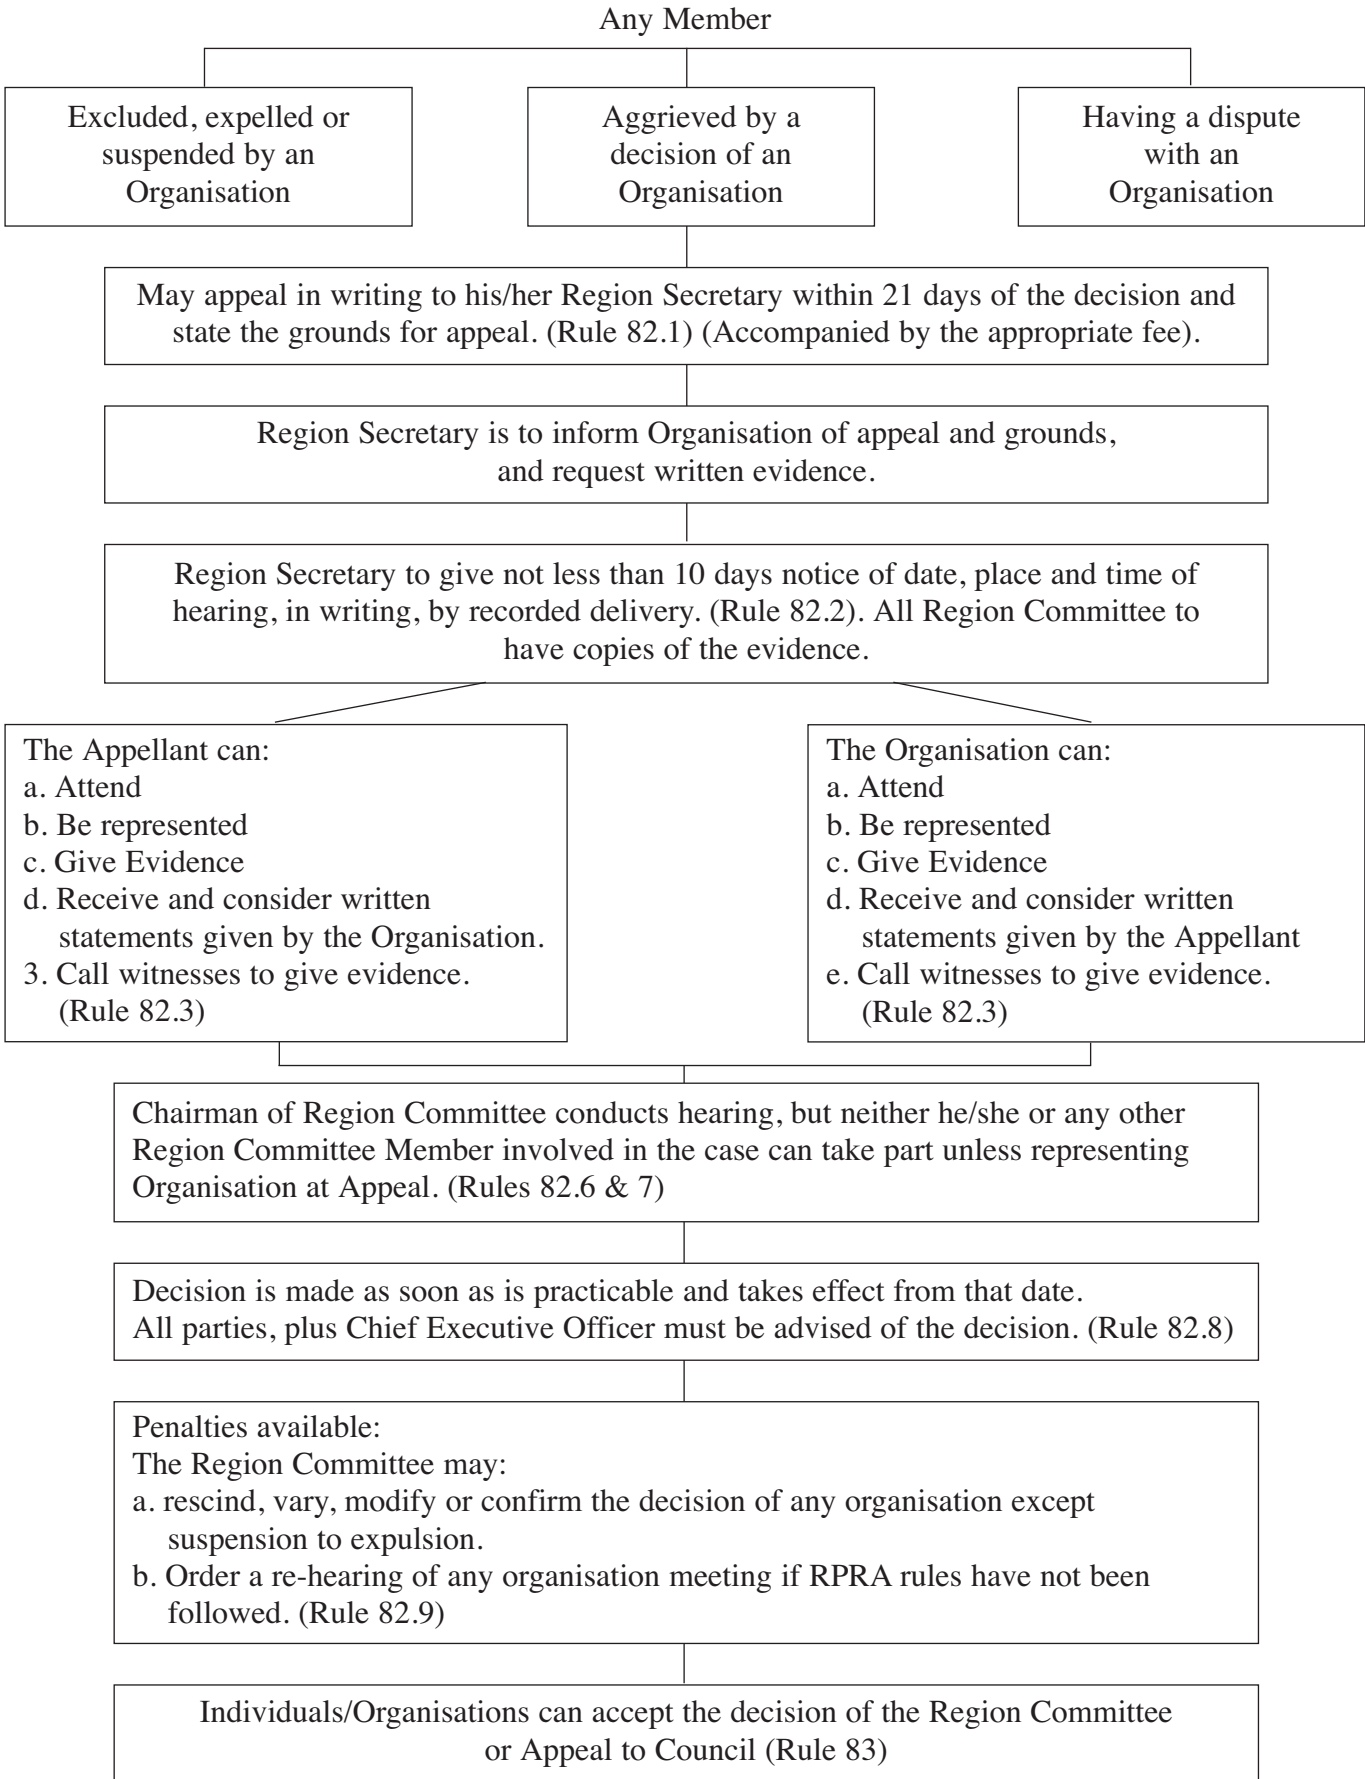 Any Member
Excluded, expelled or
suspended by an
Organisation
Aggrieved by a
decision of an
Organisation
Having a dispute
with an
Organisation
May appeal in writing to his/her Region Secretary within 21 days of the decision and
state the grounds for appeal. (Rule 82.1) (Accompanied by the appropriate fee).
Region Secretary is to inform Organisation of appeal and grounds,
and request written evidence.
Region Secretary to give not less than 10 days notice of date, place and time of
hearing, in writing, by recorded delivery. (Rule 82.2). All Region Committee to
have copies of the evidence.
The Appellant can:
a. Attend
b. Be represented
c. Give Evidence
d. Receive and consider written
statements given by the Organisation.
3. Call witnesses to give evidence.
(Rule 82.3)
The Organisation can:
a. Attend
b. Be represented
c. Give Evidence
d. Receive and consider written
statements given by the Appellant
e. Call witnesses to give evidence.
(Rule 82.3)
Chairman of Region Committee conducts hearing, but neither he/she or any other
Region Committee Member involved in the case can take part unless representing
Organisation at Appeal. (Rules 82.6 & 7)
Decision is made as soon as is practicable and takes effect from that date.
All parties, plus Chief Executive Officer must be advised of the decision. (Rule 82.8)
Penalties available:
The Region Committee may:
a. rescind, vary, modify or confirm the decision of any organisation except
suspension to expulsion.
b. Order a re-hearing of any organisation meeting if RPRA rules have not been
followed. (Rule 82.9)
Individuals/Organisations can accept the decision of the Region Committee
or Appeal to Council (Rule 83)